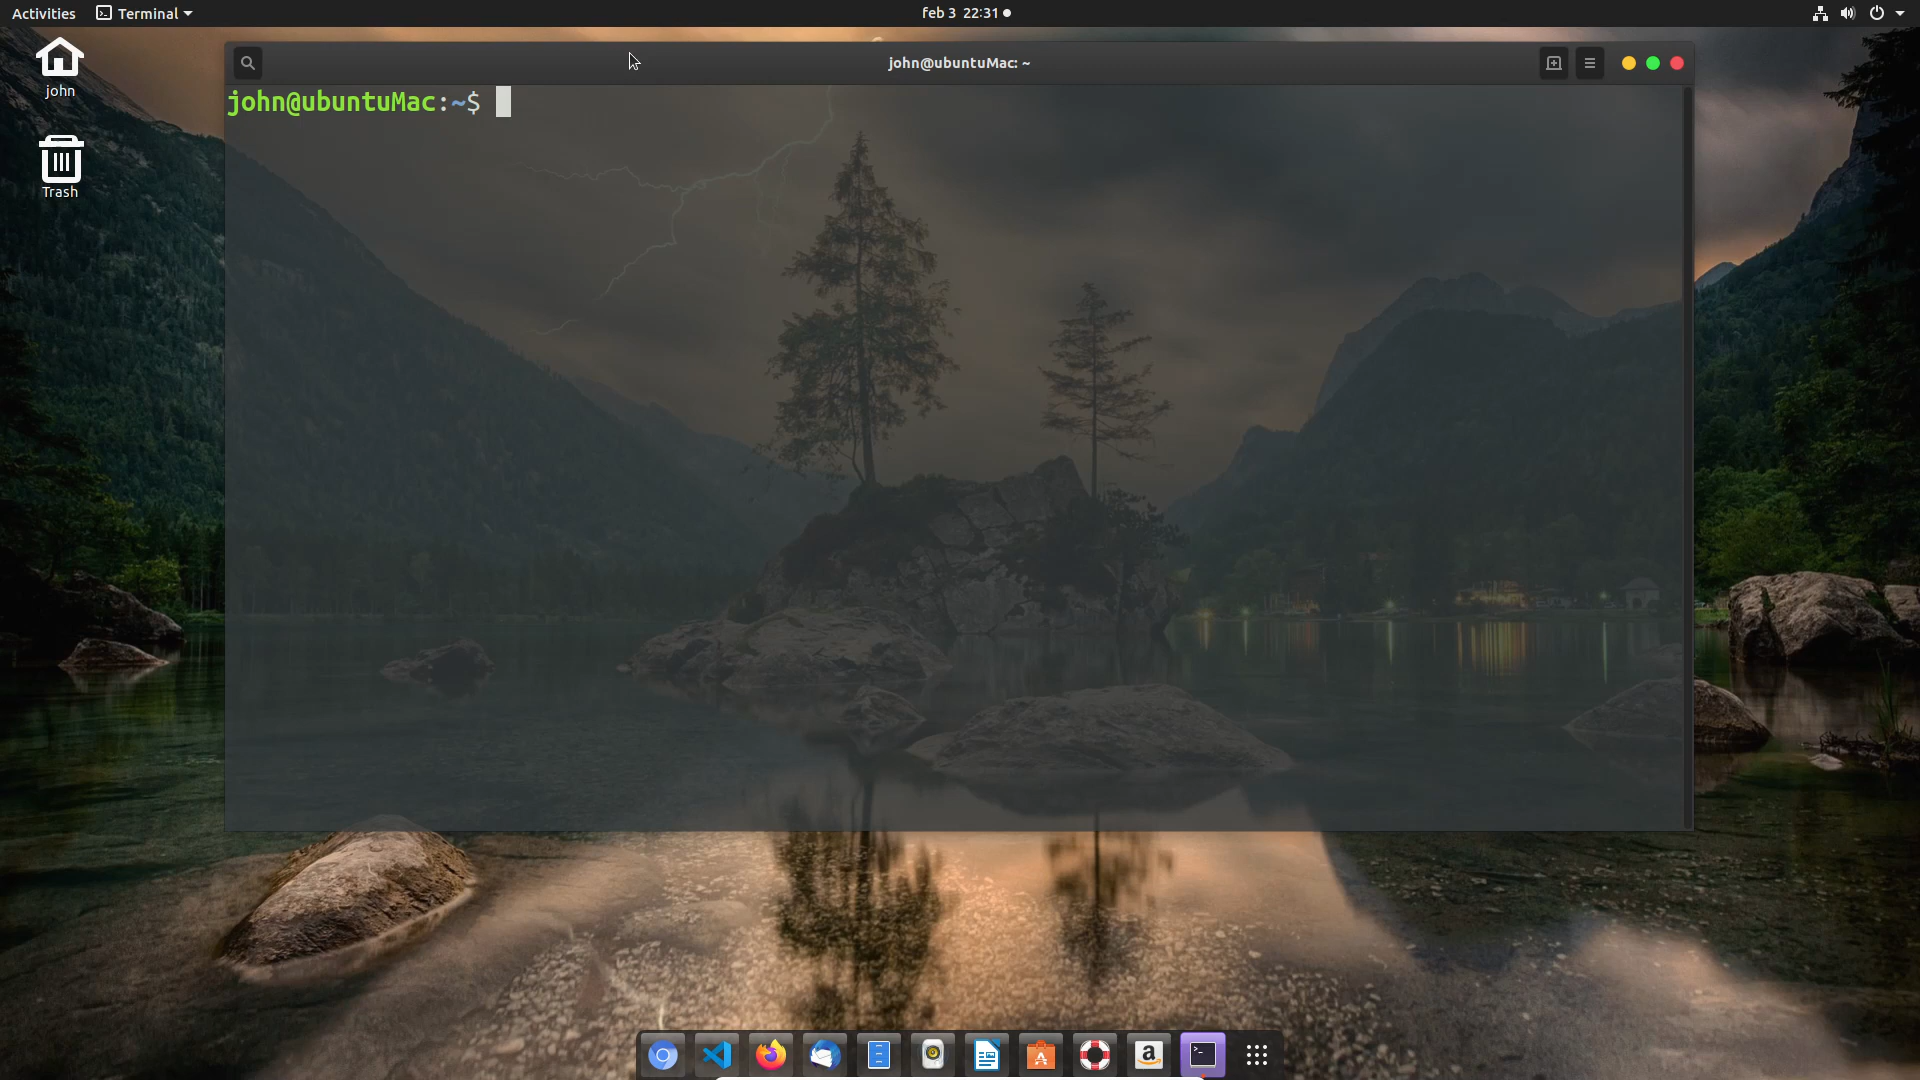 Activities Terminal feb 3 22:31
john@ubuntuMac: ~
john@ubuntuMac:~$
john
Trash